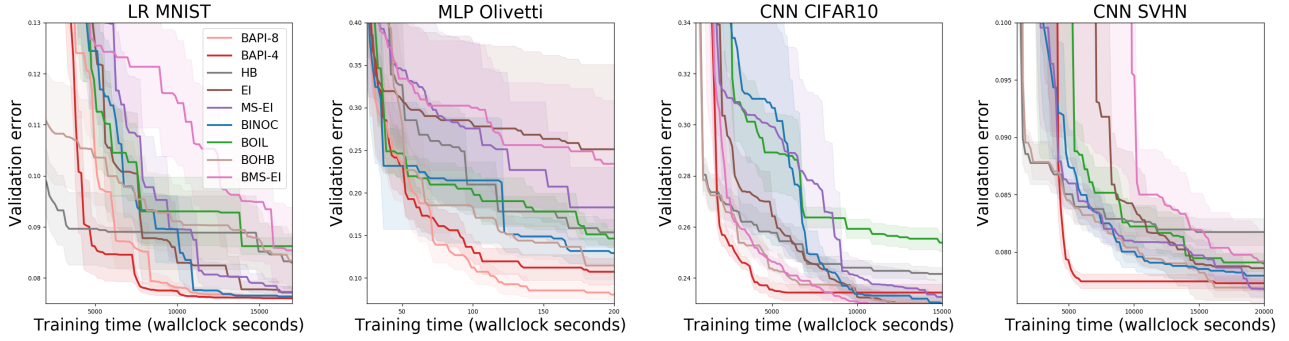 LR MNIST
0.13
0.12
0.11
0.10
0.09
0.08
Validation error
5000
10000
15000
Training time (wallclock seconds)
BAPI-8
BAPI-4
HB
EI
MS-EI
BINOC
BOIL
BOHB
BMS-EI
MLP Olivetti
0.40
0.35
0.30
0.25
0.20
0.15
0.10
Validation error
50
100
150
200
Training time (wallclock seconds)
CNN CIFAR10
0.34
0.32
0.30
0.28
0.26
0.24
Validation error
5000
10000
15000
Training time (wallclock seconds)
CNN SVHN
0.100
0.095
0.090
0.085
0.080
Validation error
5000
10000
15000
20000
Training time (wallclock seconds)